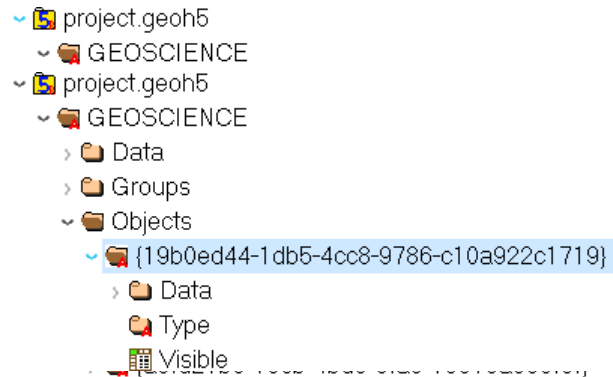 project.geoh5
GEOSCIENCE
project.geoh5
GEOSCIENCE
Data
Groups
Objects
{19b0ed44-1db5-4cc8-9786-c10a922c1719}
Data
Type
Visible